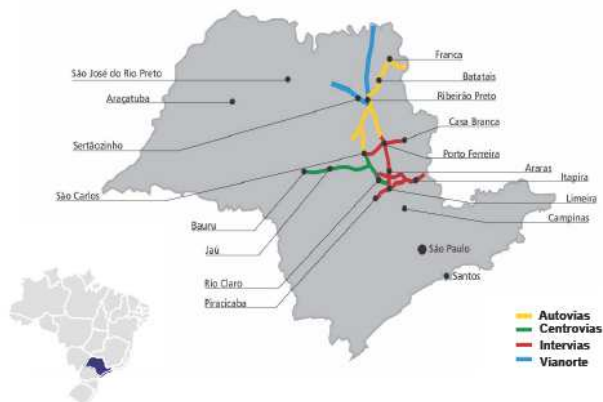 Franca
São José do Rio Preto
Batatais
Araçatuba
Ribeirão Preto
Casa Branca
Sertãozinho
Porto Ferreira
Araras
Itapira
São Carlos
Limeira
Bauru
Campinas
Jaú
São Paulo
Rio Claro
Santos
Piracicaba
Autovias
Centrovias
Intervias
Vianorte